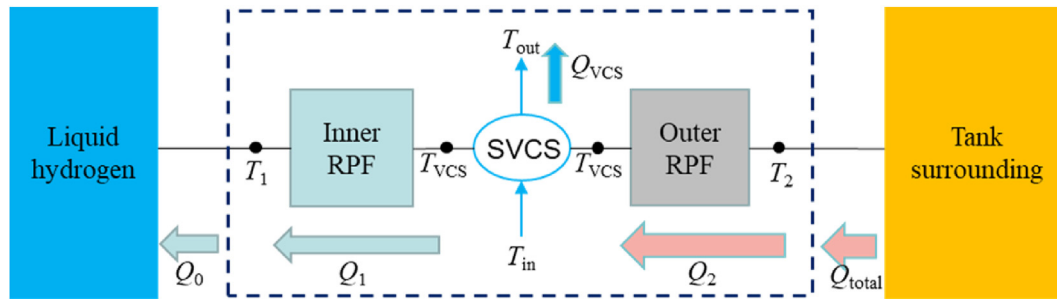 Liquid
hydrogen
T1
Inner
RPF
TVCS
Tout
QVCS
SVCS
Tin
TVCS
Outer
RPF
T2
Tank
surrounding
Q0
Q1
Q2
Qtotal